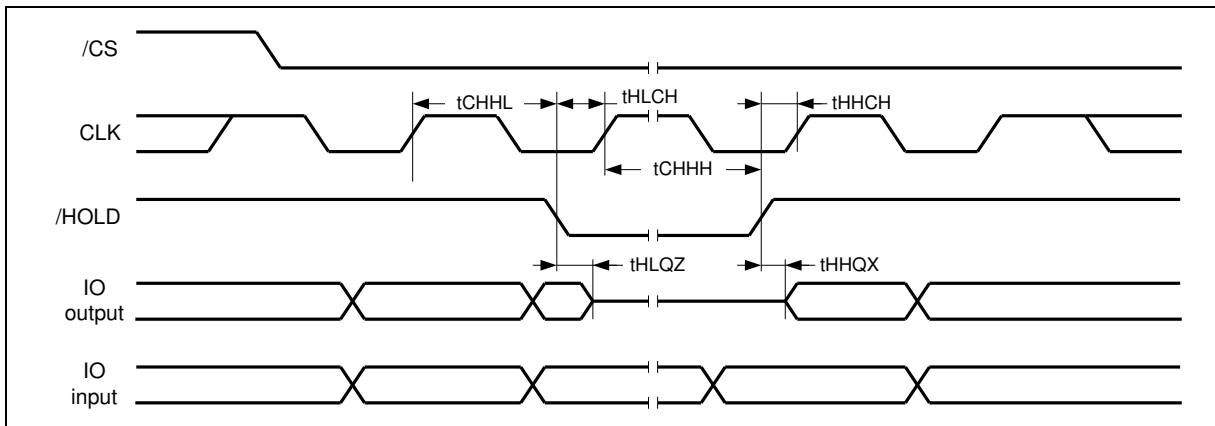 /CS
tCHHL
tHLCH
tHHCH
CLK
tCHHH
/HOLD
tHLQZ
tHHQX
IO
output
IO
input